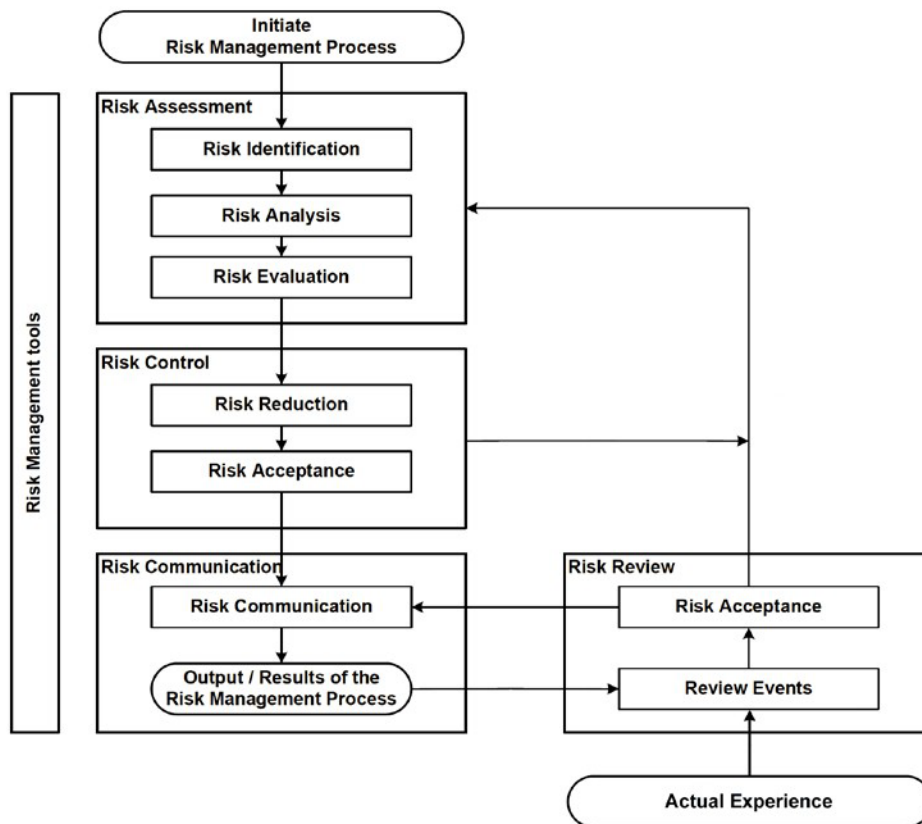 Initiate
Risk Management Process
Risk Management tools
Risk Assessment
Risk Identification
Risk Analysis
Risk Evaluation
Risk Control
Risk Reduction
Risk Acceptance
Risk Communication
Risk Communication
Output / Results of the
Risk Management Process
Risk Review
Risk Acceptance
Review Events
Actual Experience